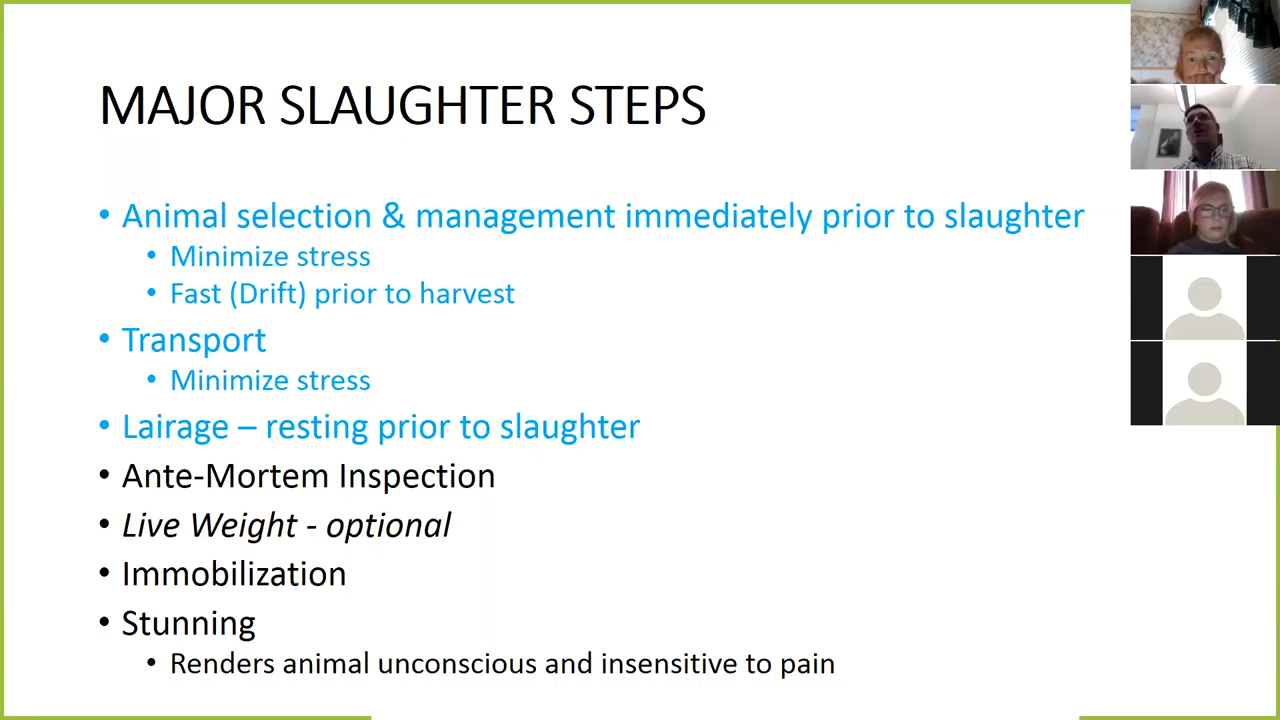 MAJOR SLAUGHTER STEPS
• Animal selection & management immediately prior to slaughter
• Minimize stress
• Fast (Drift) prior to harvest
• Transport
• Minimize stress
• Lairage – resting prior to slaughter
• Ante-Mortem Inspection
• Live Weight - optional
• Immobilization
• Stunning
• Renders animal unconscious and insensitive to pain